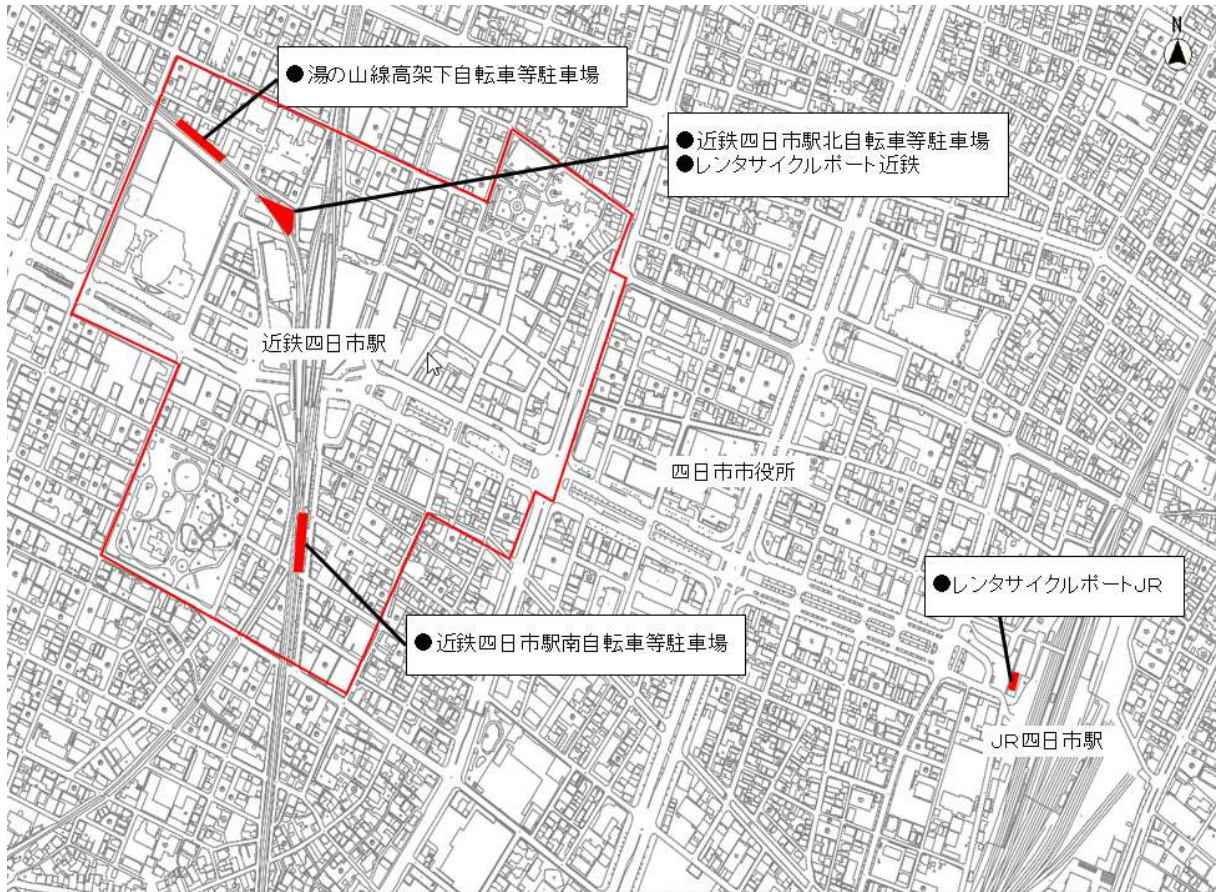 N
●湯の山線高架下自転車等駐車場
●近鉄四日市駅北自転車等駐車場
●レンタサイクルポート近鉄
近鉄四日市駅
四日市市役所
●レンタサイクルポートJR
●近鉄四日市駅南自転車等駐車場
JR四日市駅